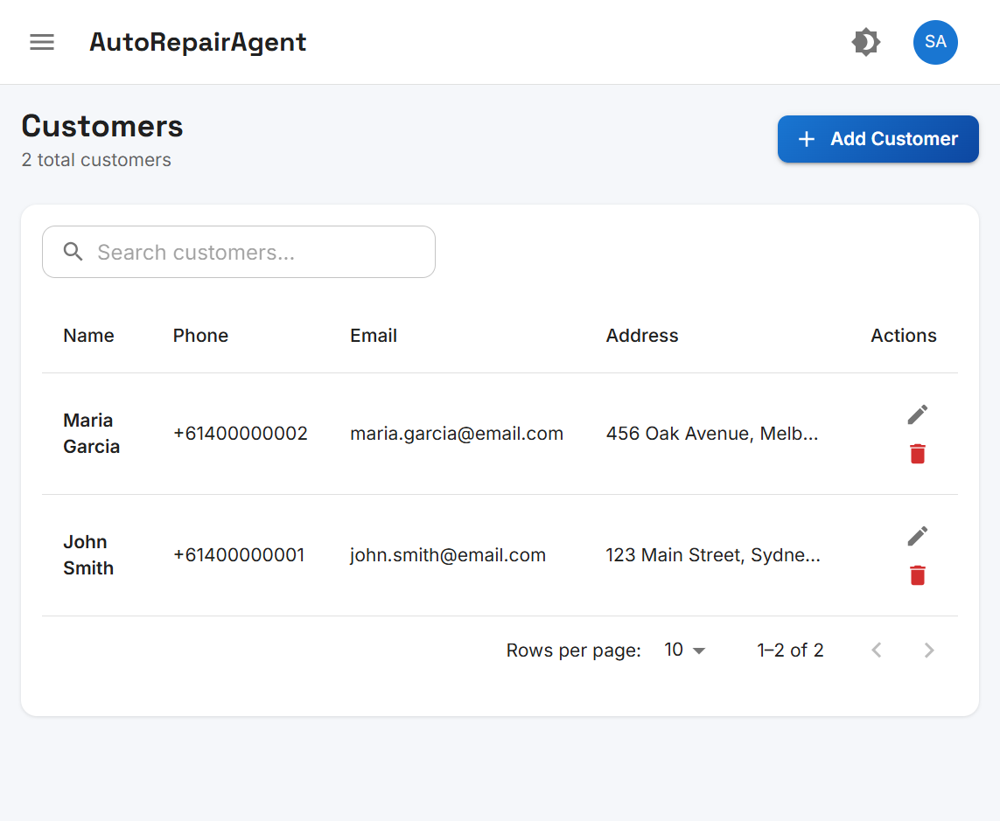 AutoRepairAgent
SA
Customers
2 total customers
Add Customer
Search customers...
Name Phone Email Address Actions
Maria
Garcia
+61400000002 maria.garcia@email.com 456 Oak Avenue, Melb...
John
Smith
+61400000001 john.smith@email.com 123 Main Street, Sydne...
Rows per page: 10 1–2 of 2